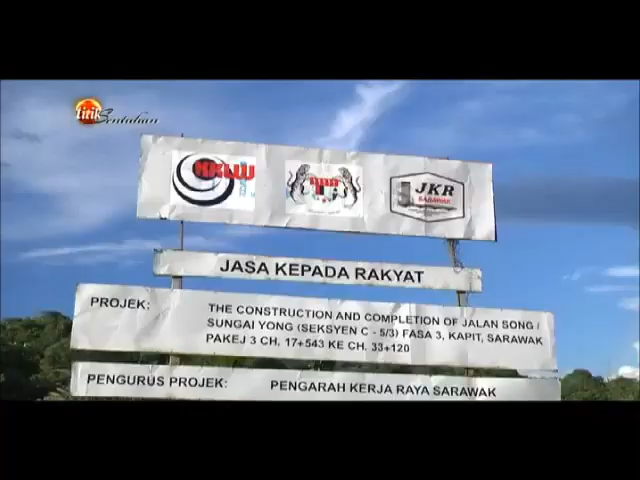 titik
Sentuhan
KKLW
JKR
SARAWAK
JASA KEPADA RAKYAT
PROJEK:
THE CONSTRUCTION AND COMPLETION OF JALAN SONG /
SUNGAI YONG (SEKSYEN C - 5/3) FASA 3, KAPIT, SARAWAK
PAKEJ 3 CH. 17+543 KE CH. 33+120
PENGURUS PROJEK:
PENGARAH KERJA RAYA SARAWAK